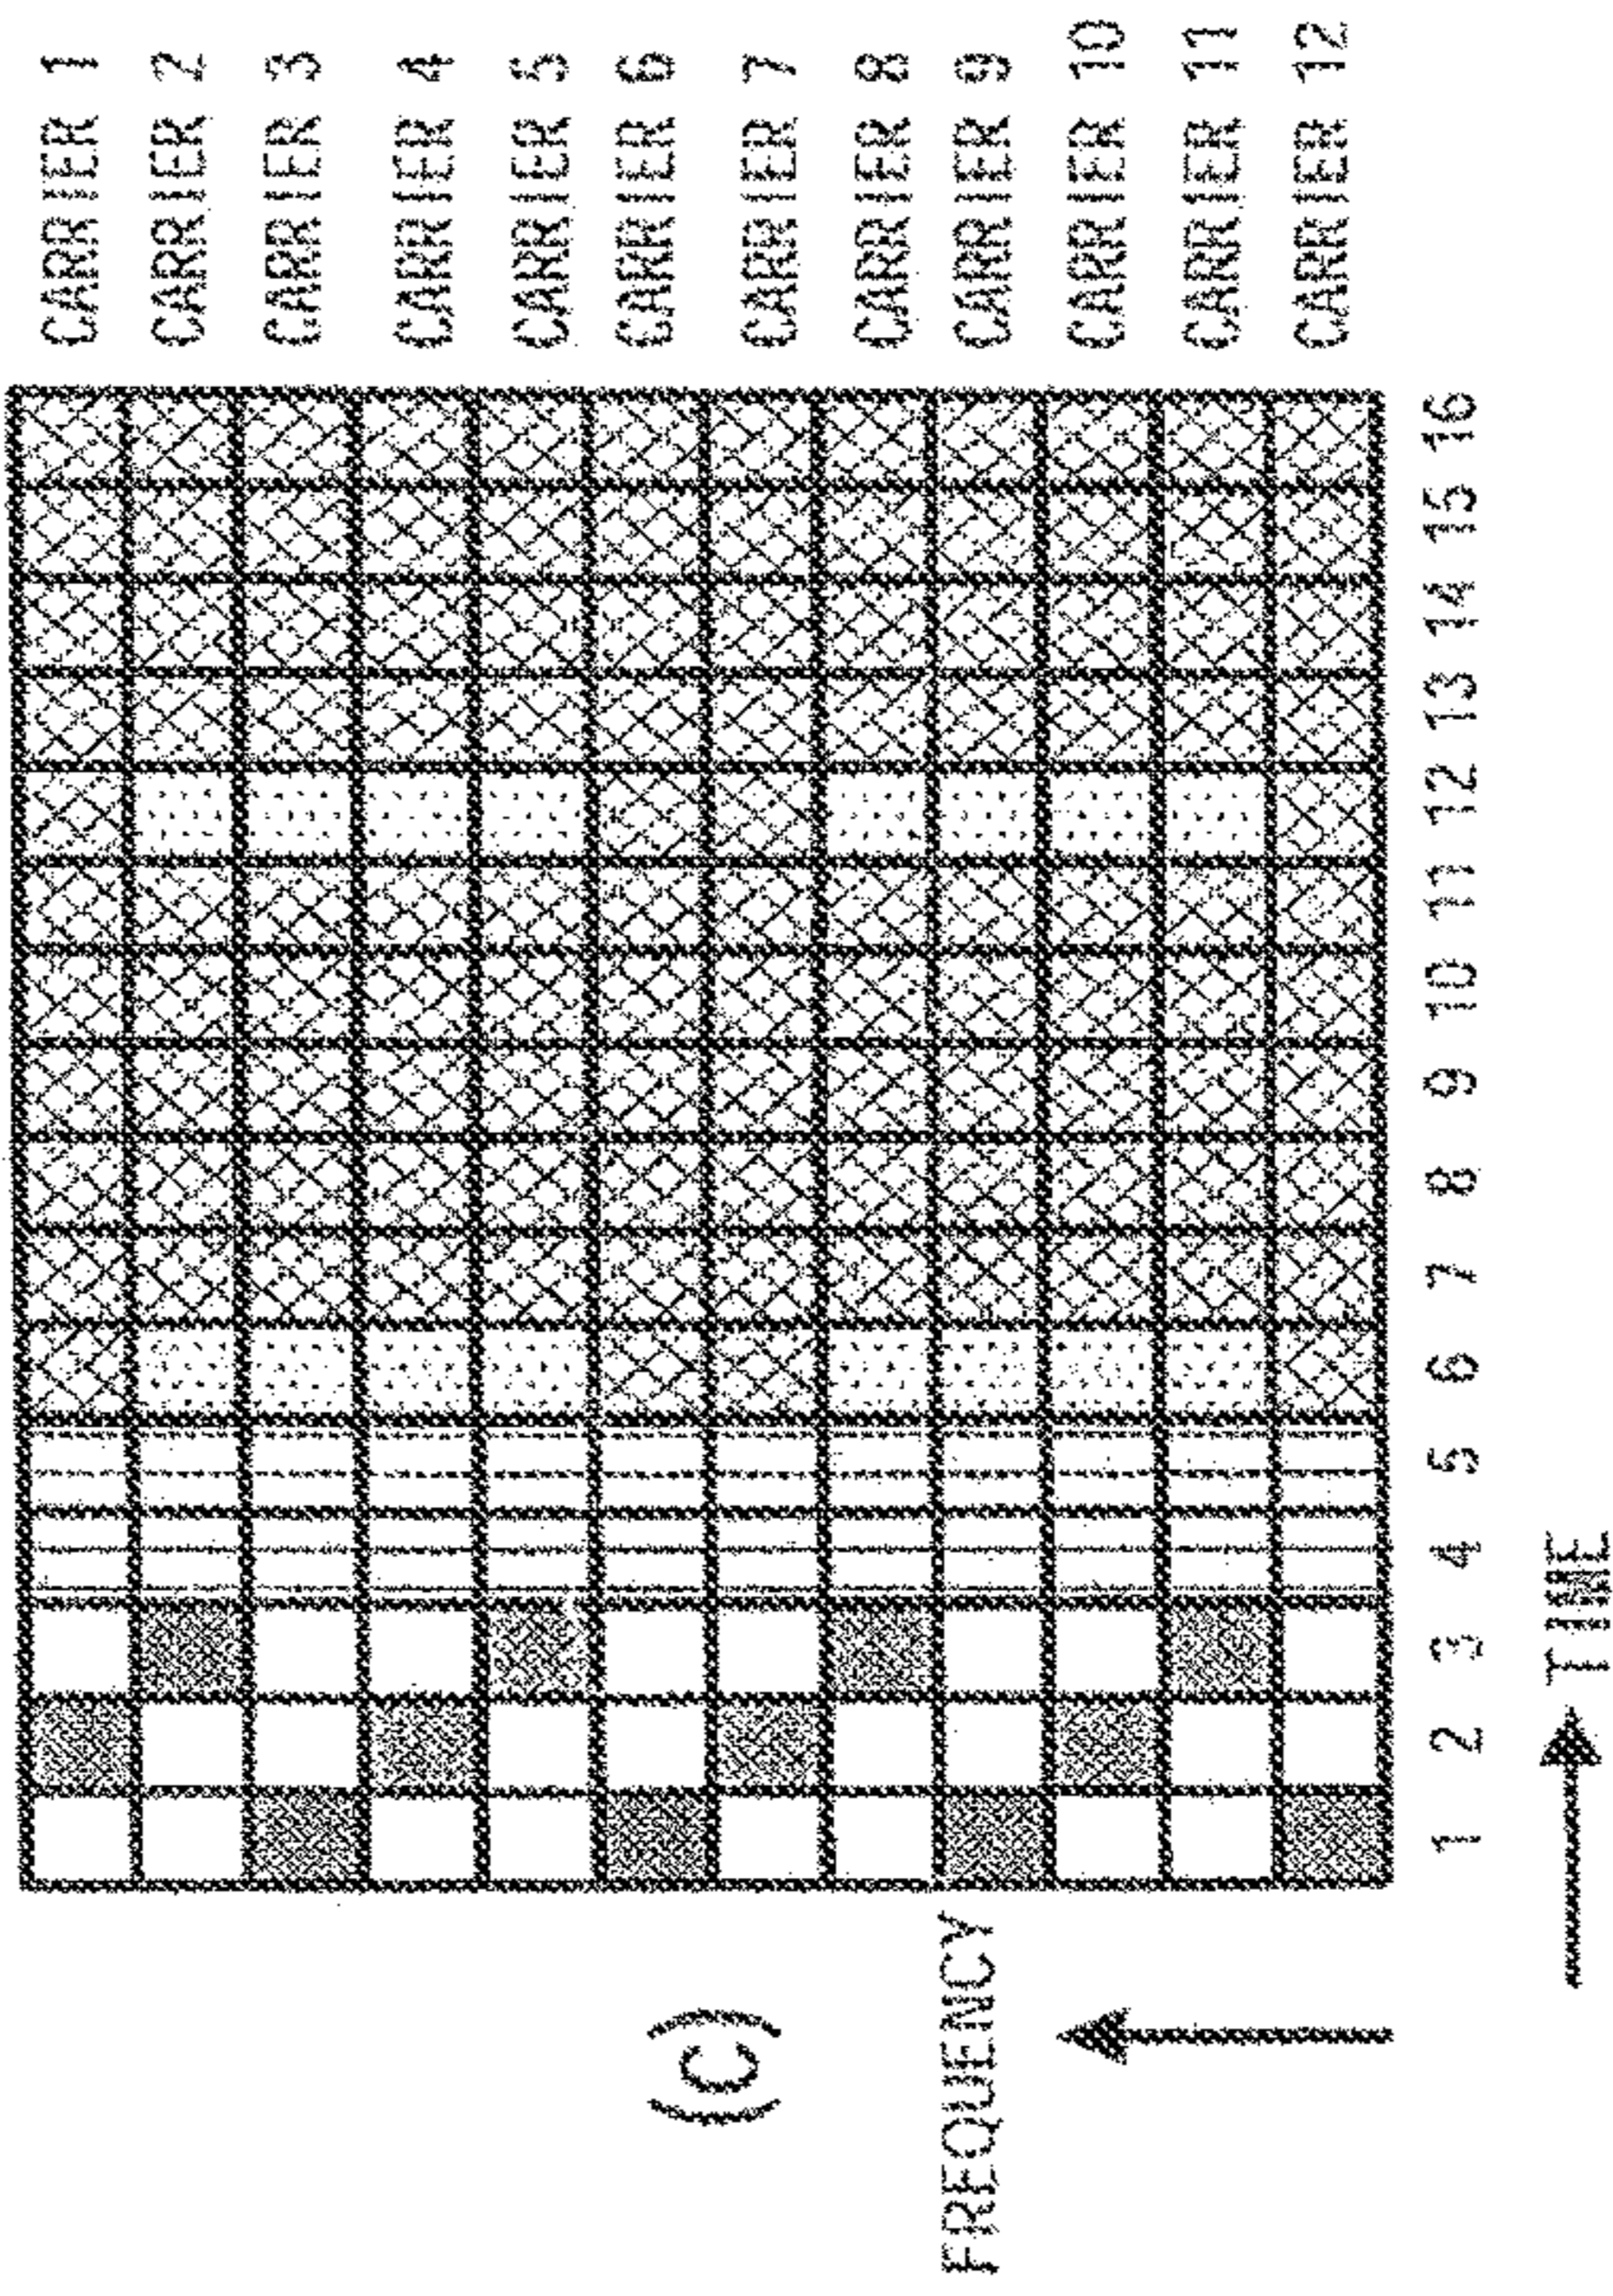 (C)
CARRIER 1
CARRIER 2
CARRIER 3
CARRIER 4
CARRIER 5
CARRIER 6
CARRIER 7
CARRIER 8
CARRIER 9
CARRIER 10
CARRIER 11
CARRIER 12
FREQUENCY
1 2 3 4 5 6 7 8 9 10 11 12 13 14 15 16
TIME